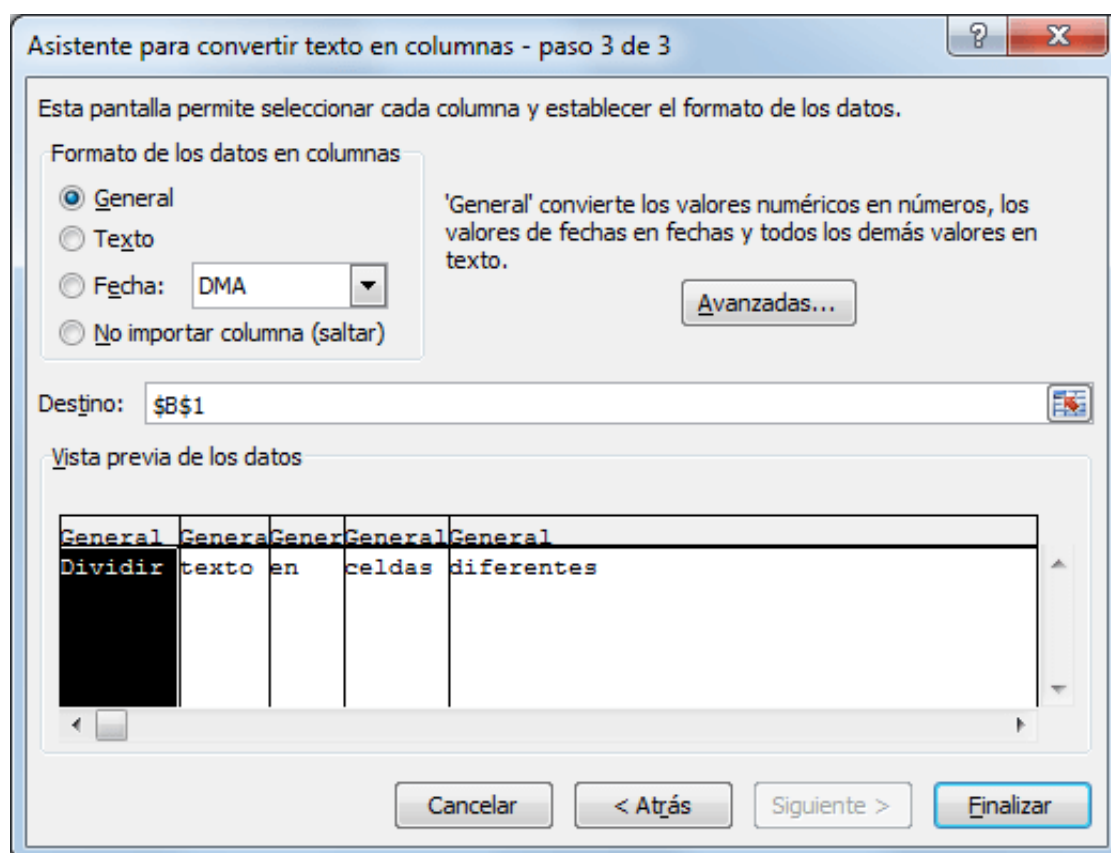 Asistente para convertir texto en columnas - paso 3 de 3
Esta pantalla permite seleccionar cada columna y establecer el formato de los datos.
Formato de los datos en columnas
General
Texto
Fecha: DMA
No importar columna (saltar)
'General' convierte los valores numéricos en números, los
valores de fechas en fechas y todos los demás valores en
texto.
Avanzadas...
Destino: $B$1
Vista previa de los datos
General Genera Gener General General
Dividir texto en celdas diferentes
Cancelar < Atrás Siguiente > Finalizar